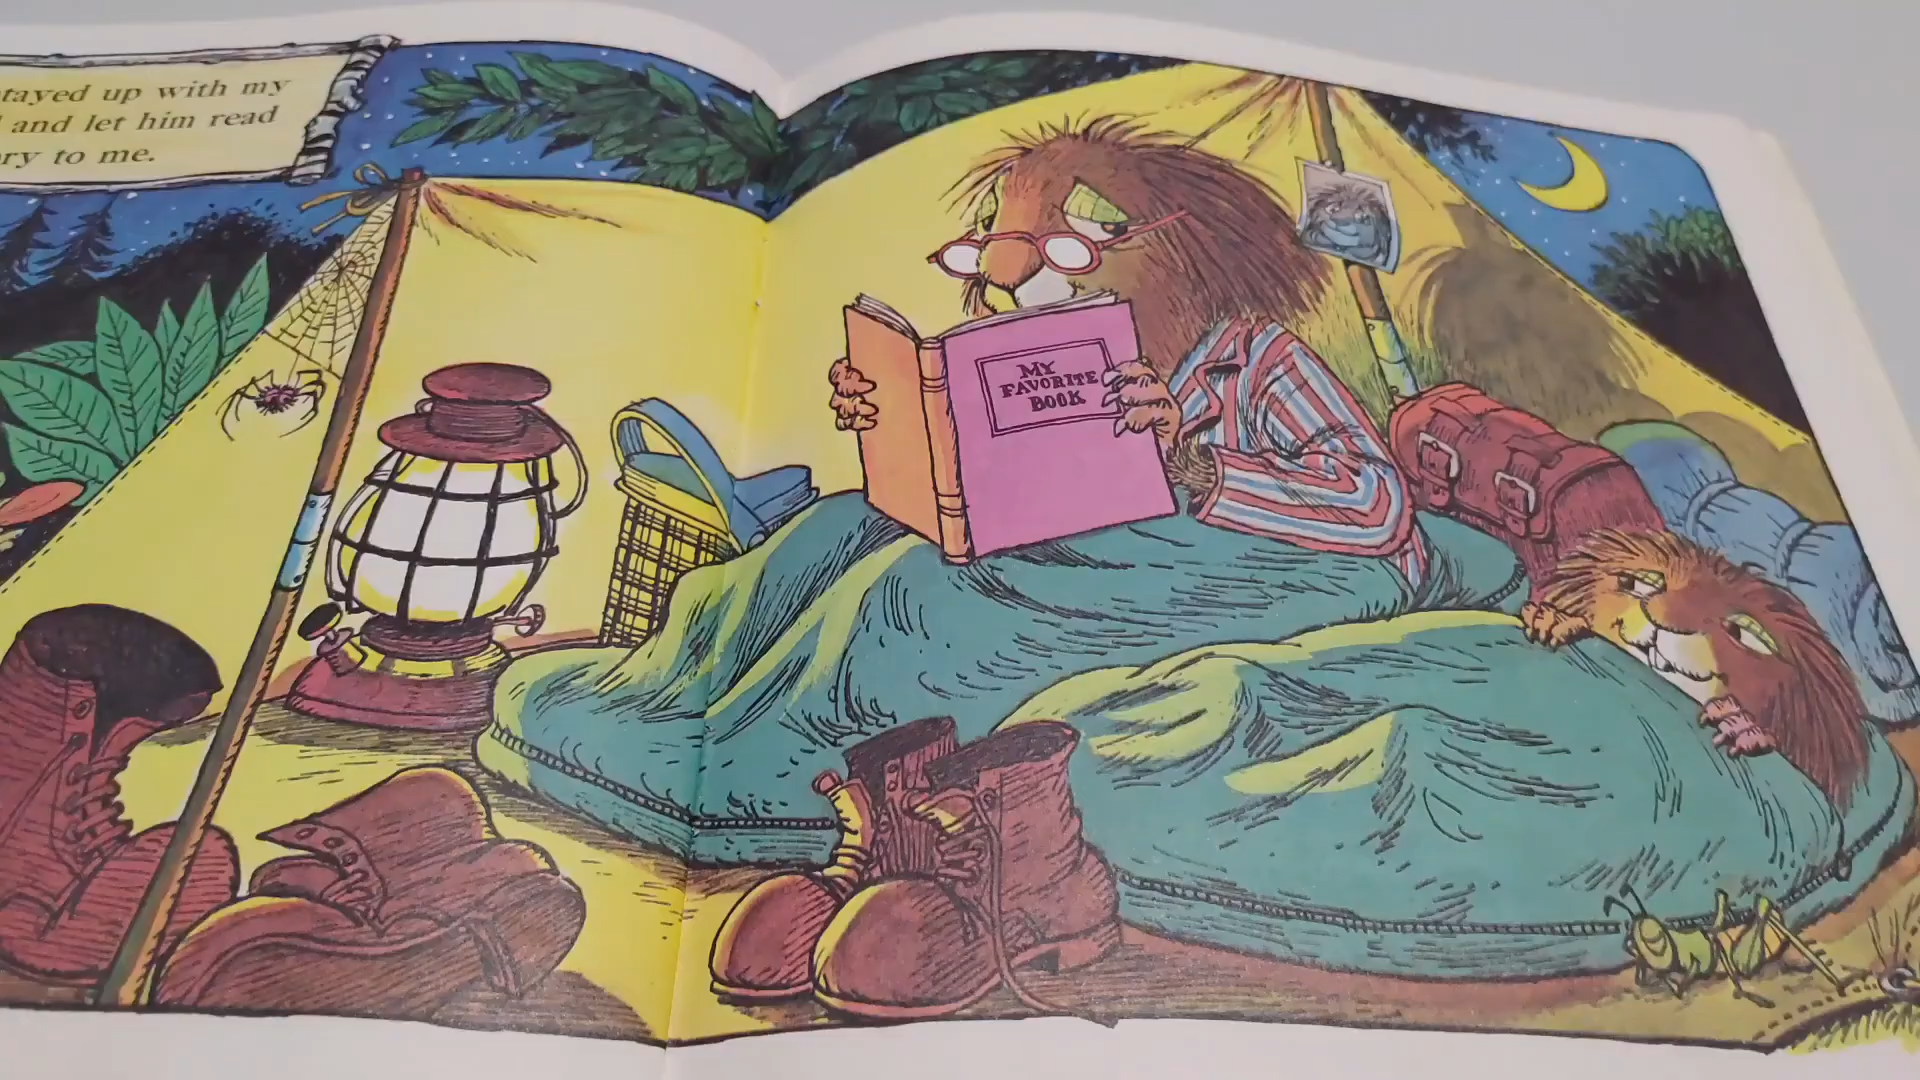 tayed up with my
and let him read
ry to me.
MY
FAVORITE
BOOK